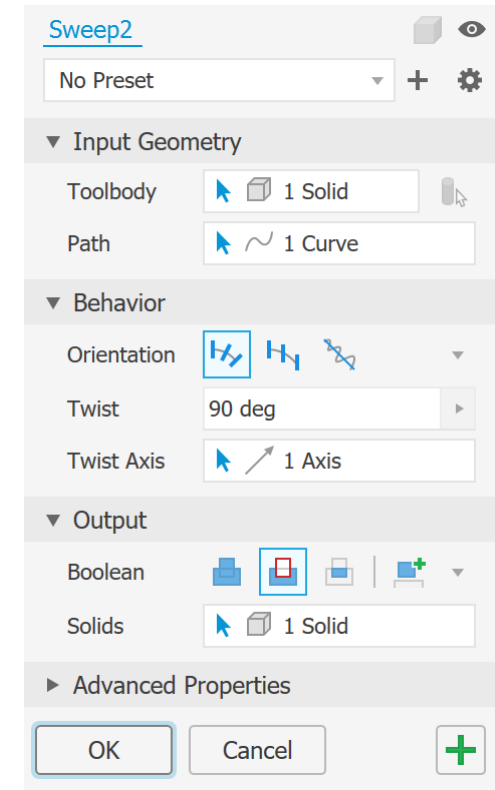 Sweep2
No Preset
Input Geometry
Toolbody 1 Solid
Path 1 Curve
Behavior
Orientation
Twist 90 deg
Twist Axis 1 Axis
Output
Boolean
Solids 1 Solid
Advanced Properties
OK Cancel